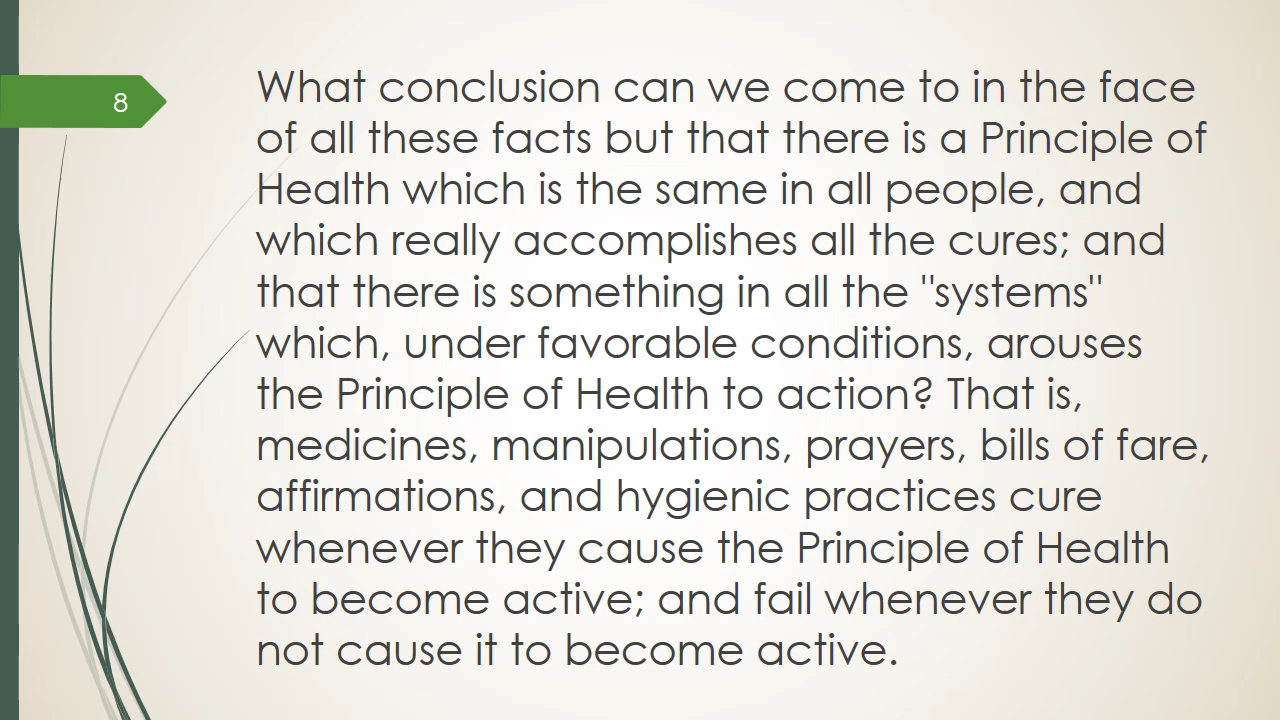 8
What conclusion can we come to in the face
of all these facts but that there is a Principle of
Health which is the same in all people, and
which really accomplishes all the cures; and
that there is something in all the "systems"
which, under favorable conditions, arouses
the Principle of Health to action? That is,
medicines, manipulations, prayers, bills of fare,
affirmations, and hygienic practices cure
whenever they cause the Principle of Health
to become active; and fail whenever they do
not cause it to become active.